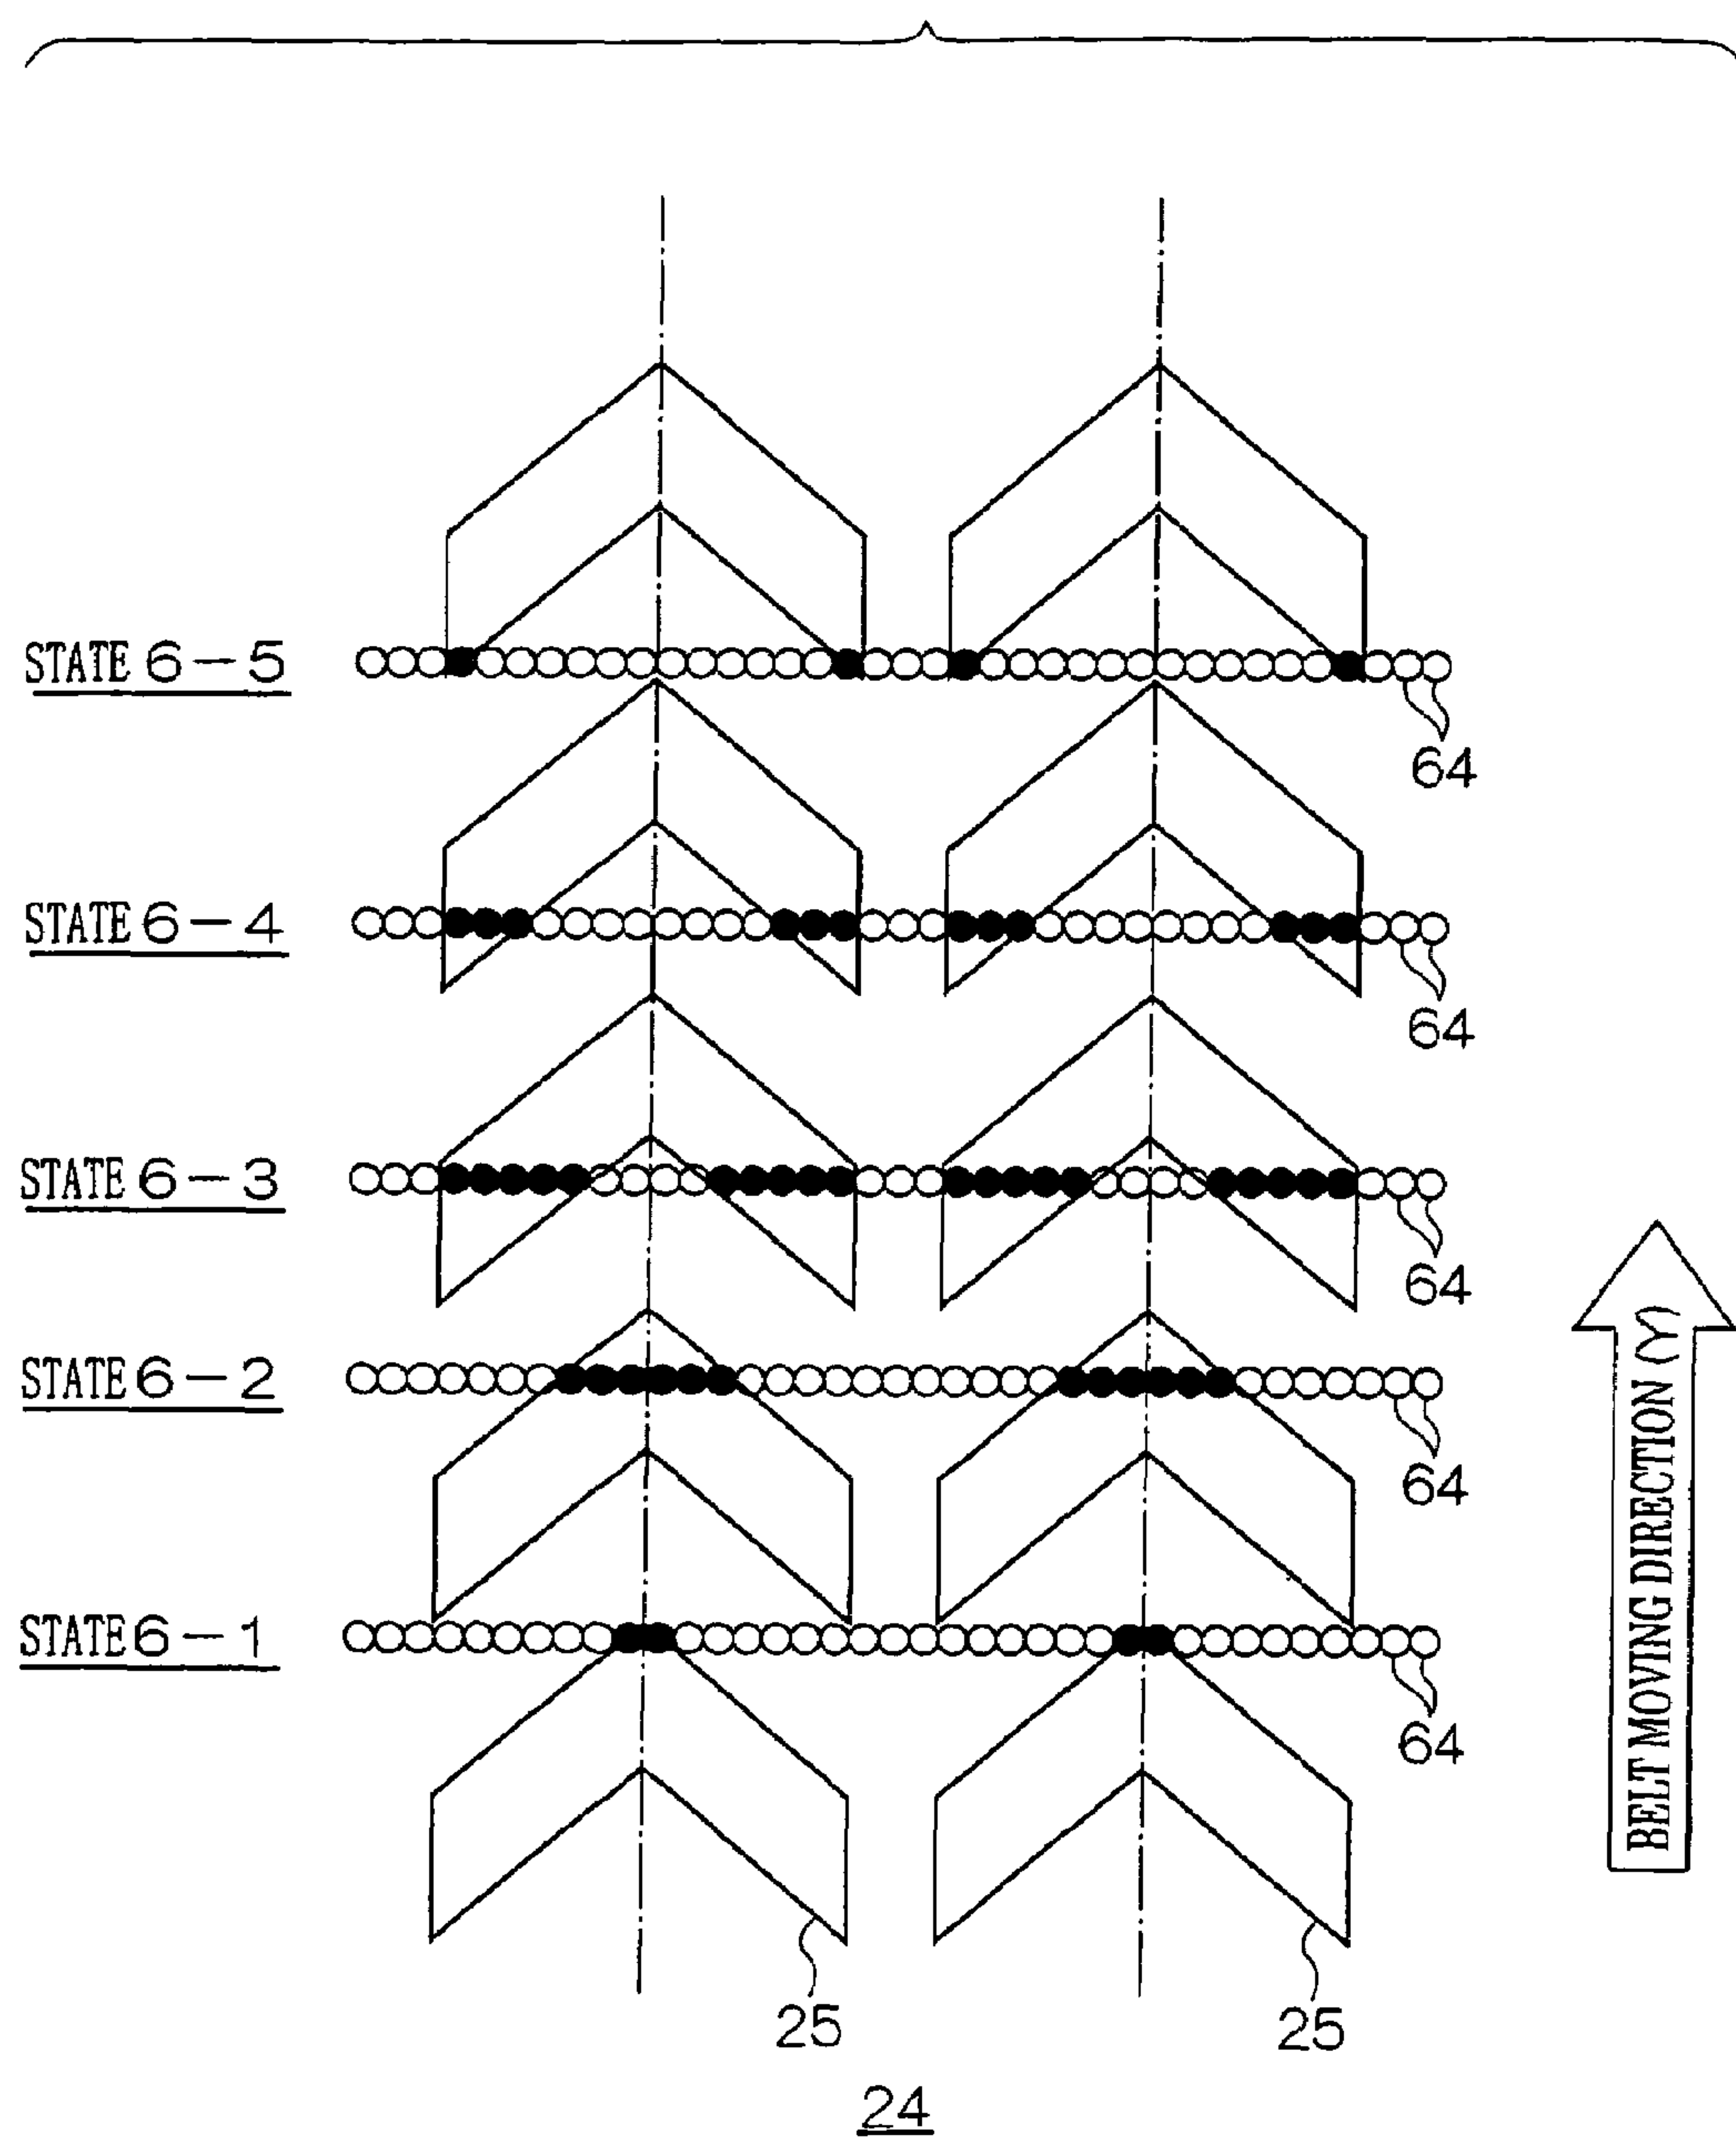 STATE 6-5
64
STATE 6-4
64
STATE 6-3
64
STATE 6-2
64
STATE 6-1
64
BELT MOVING DIRECTION (Y)
25
25
24